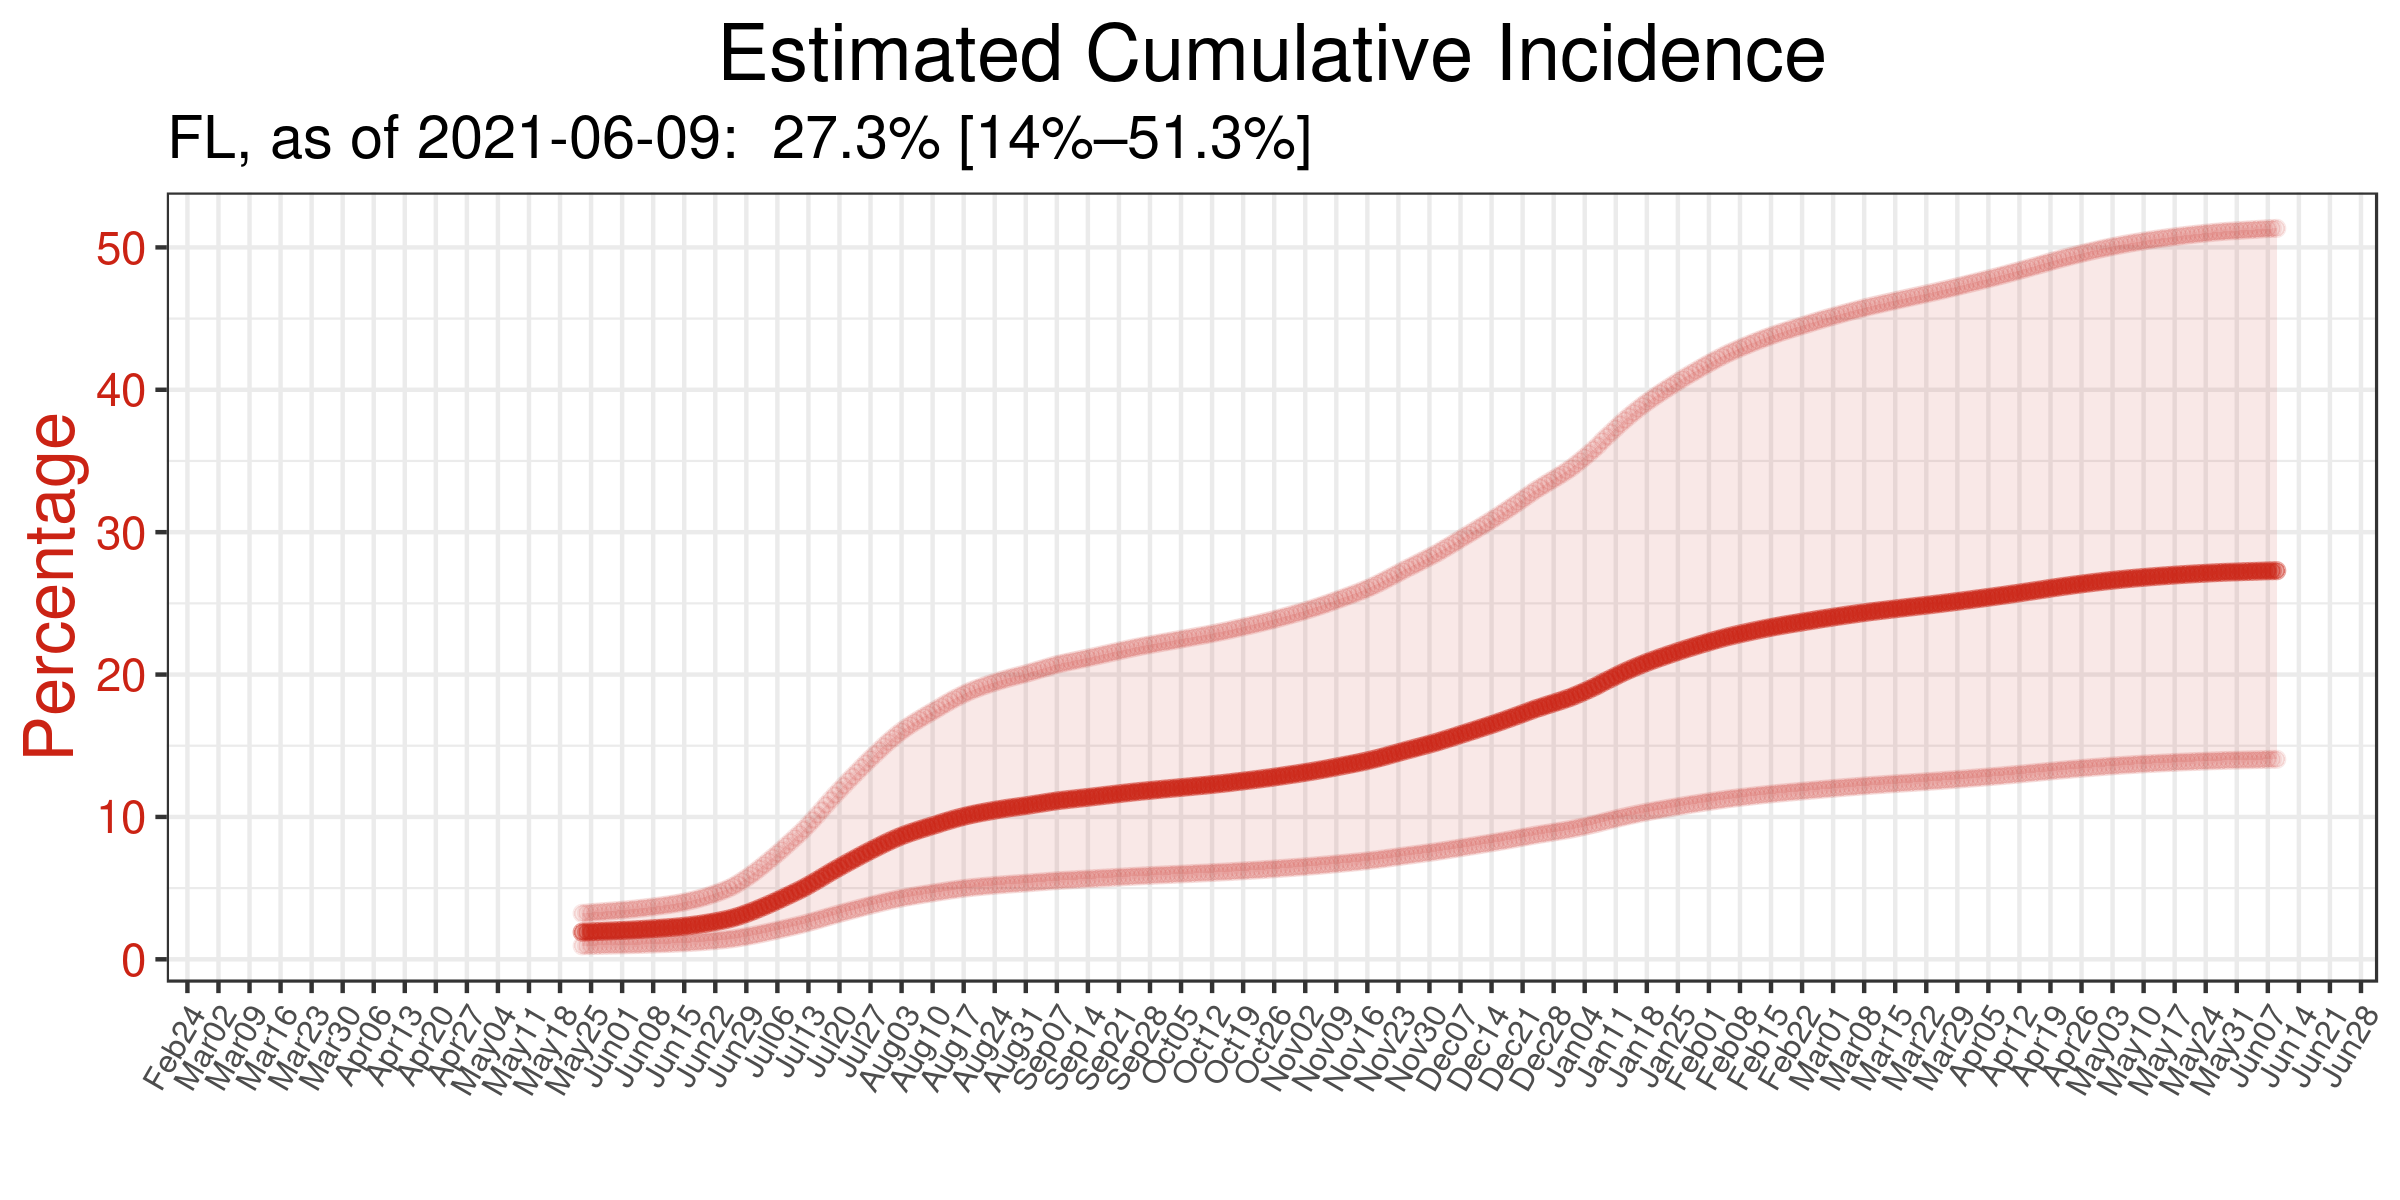 Estimated Cumulative Incidence
FL, as of 2021-06-09:  27.3% [14%–51.3%]
Percentage
50
40
30
20
10
0
Feb24
Mar02
Mar09
Mar16
Mar23
Mar30
Apr06
Apr13
Apr20
Apr27
May04
May11
May18
May25
Jun01
Jun08
Jun15
Jun22
Jun29
Jul06
Jul13
Jul20
Jul27
Aug03
Aug10
Aug17
Aug24
Aug31
Sep07
Sep14
Sep21
Sep28
Oct05
Oct12
Oct19
Oct26
Nov02
Nov09
Nov16
Nov23
Nov30
Dec07
Dec14
Dec21
Dec28
Jan04
Jan11
Jan18
Jan25
Feb01
Feb08
Feb15
Feb22
Mar01
Mar08
Mar15
Mar22
Mar29
Apr05
Apr12
Apr19
Apr26
May03
May10
May17
May24
May31
Jun07
Jun14
Jun21
Jun28